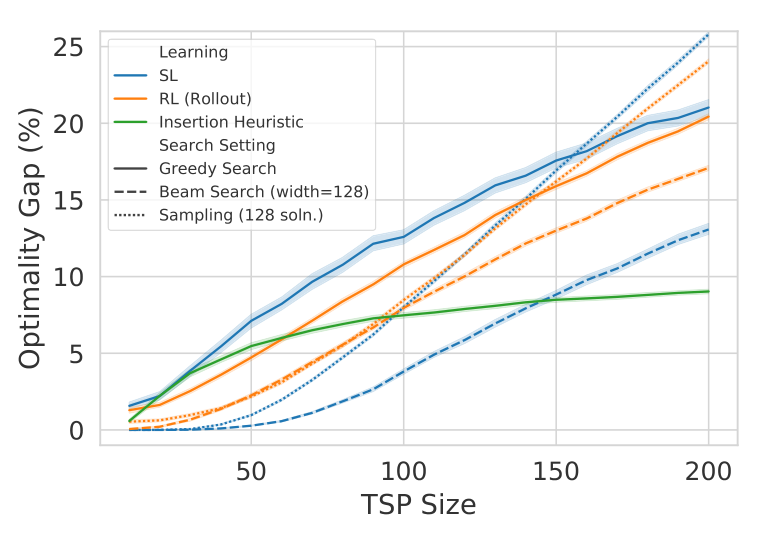 25
20
15
10
5
0
Optimality Gap (%)
Learning
SL
RL (Rollout)
Insertion Heuristic
Search Setting
Greedy Search
Beam Search (width=128)
Sampling (128 soln.)
50 100 150 200
TSP Size